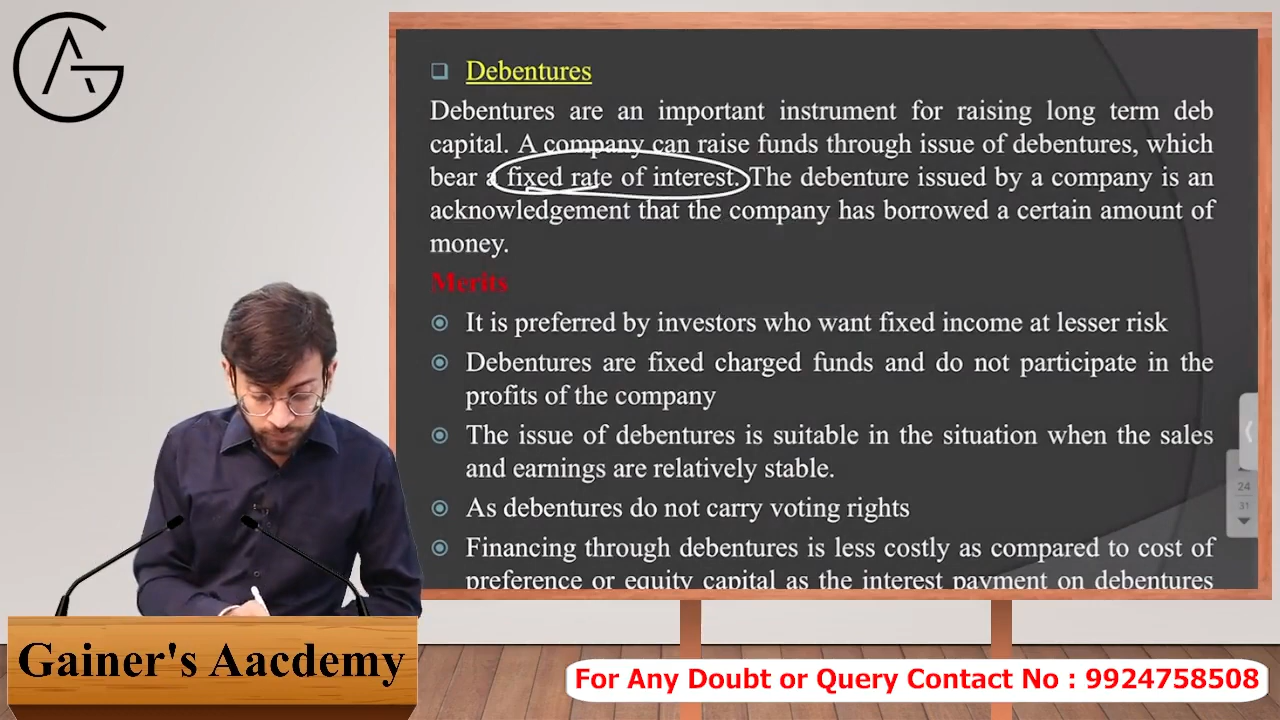 Debentures
Debentures are an important instrument for raising long term deb
capital. A company can raise funds through issue of debentures, which
bear a fixed rate of interest. The debenture issued by a company is an
acknowledgement that the company has borrowed a certain amount of
money.
Merits
It is preferred by investors who want fixed income at lesser risk
Debentures are fixed charged funds and do not participate in the
profits of the company
The issue of debentures is suitable in the situation when the sales
and earnings are relatively stable.
As debentures do not carry voting rights
Financing through debentures is less costly as compared to cost of
preference or equity capital as the interest payment on debentures
24
31
GA
Gainer's Aacdemy
For Any Doubt or Query Contact No : 9924758508